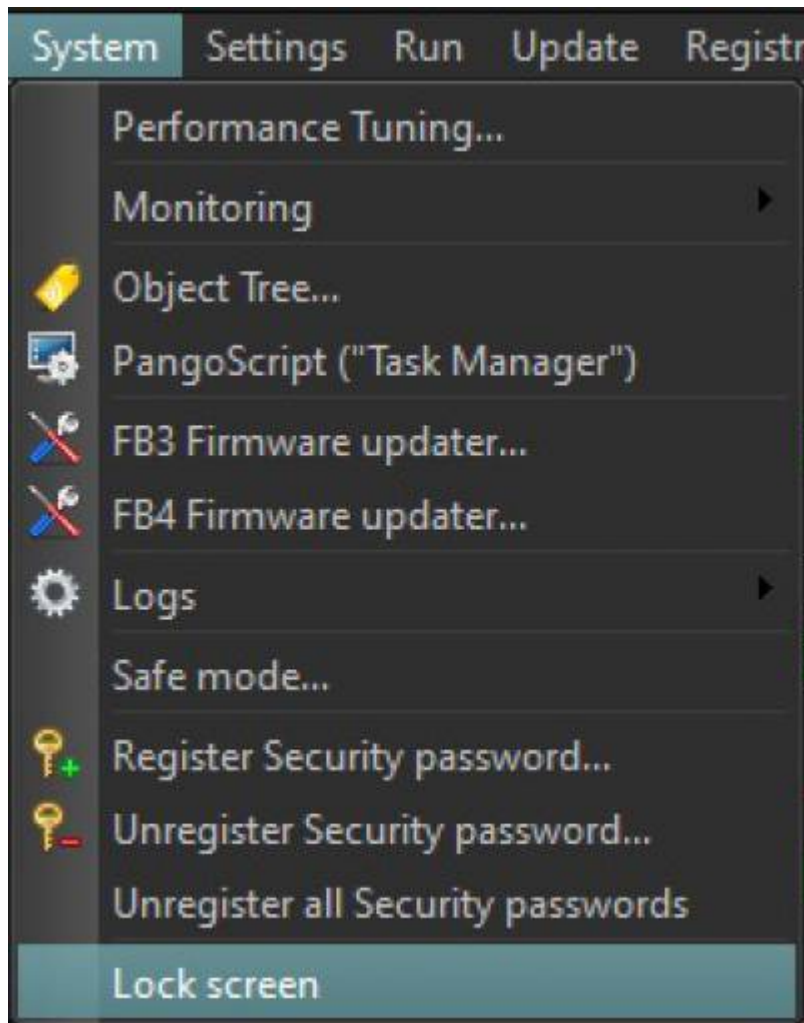 System Settings Run Update Registr
Performance Tuning...
Monitoring
Object Tree...
PangoScript ("Task Manager")
FB3 Firmware updater...
FB4 Firmware updater...
Logs
Safe mode...
Register Security password...
Unregister Security password...
Unregister all Security passwords
Lock screen